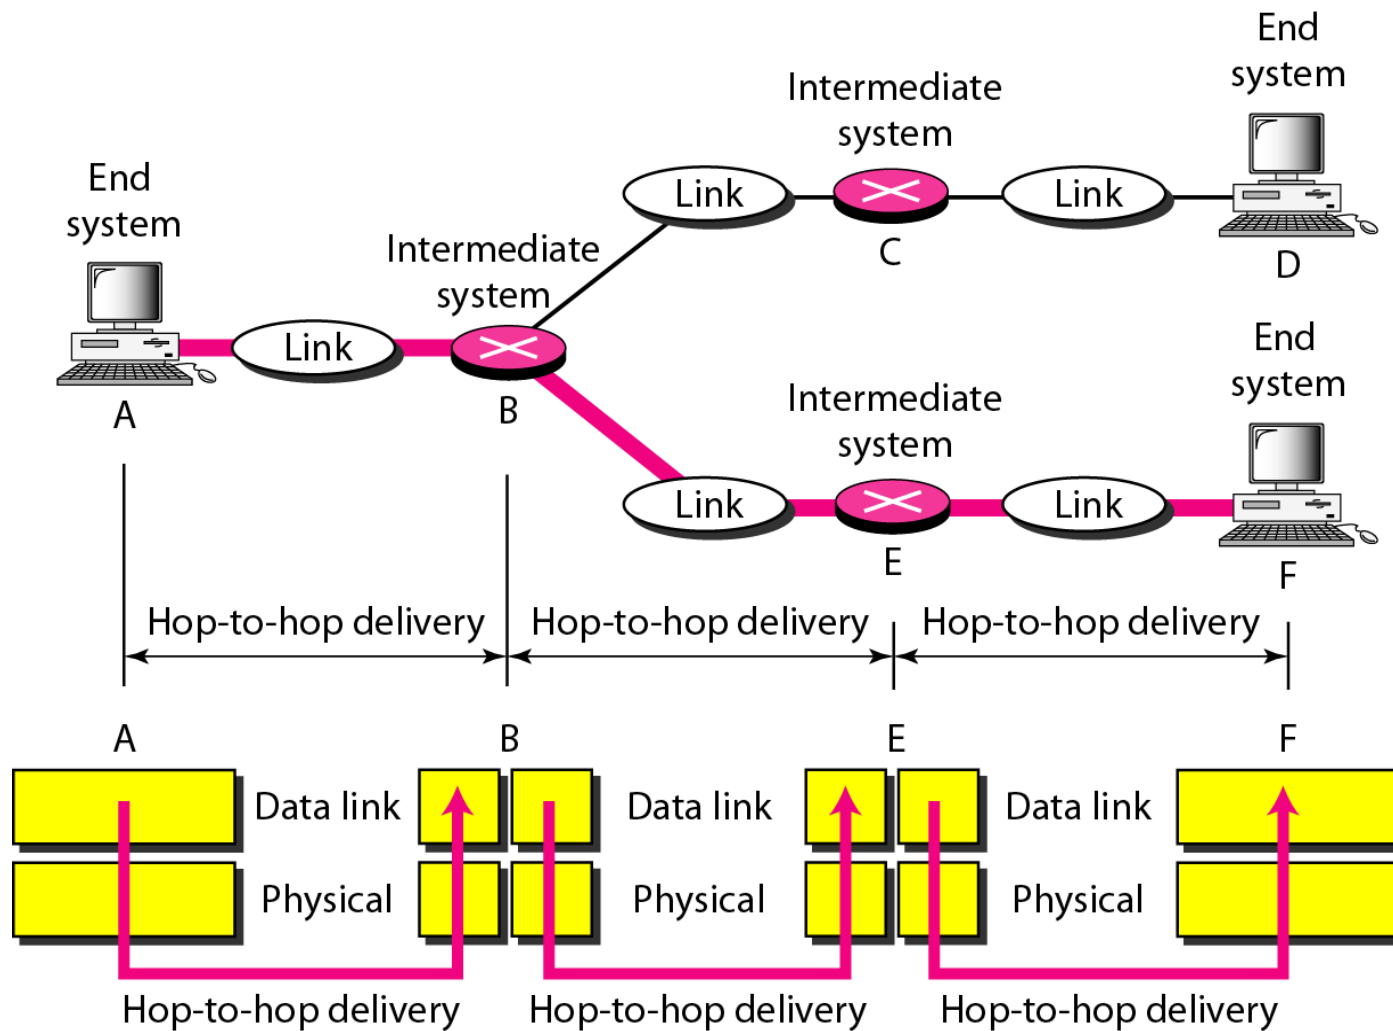 End
system
Intermediate
system
Link
Link
C
D
End
system
Intermediate
system
Link
A
B
End
system
Intermediate
system
Link
Link
E
F
Hop-to-hop delivery
Hop-to-hop delivery
Hop-to-hop delivery
A
B
E
F
Data link
Data link
Data link
Physical
Physical
Physical
Hop-to-hop delivery
Hop-to-hop delivery
Hop-to-hop delivery